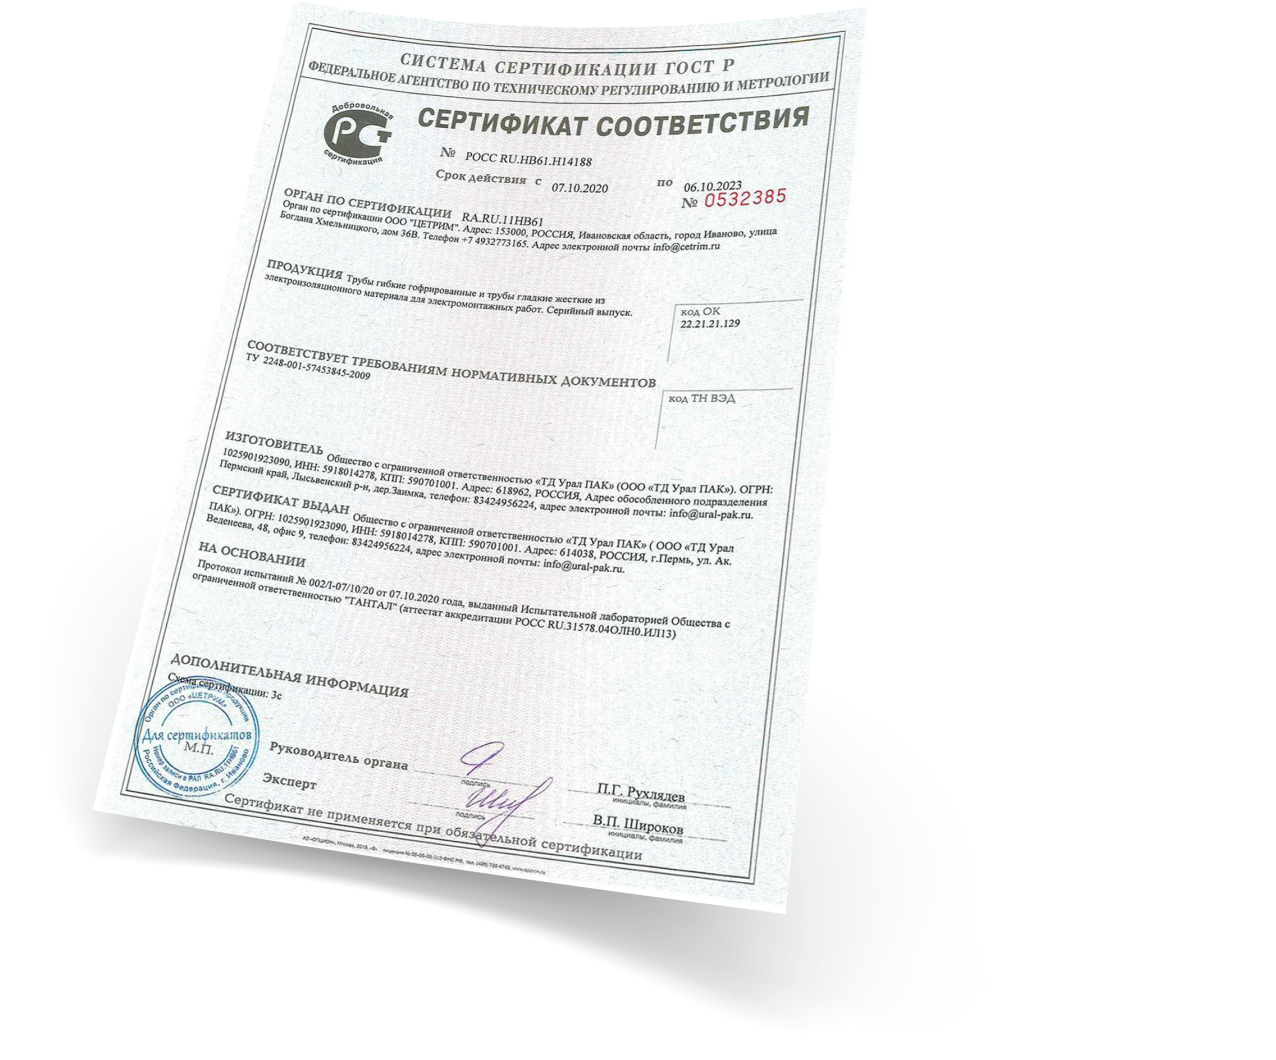 СИСТЕМА СЕРТИФИКАЦИИ ГОСТ Р
ФЕДЕРАЛЬНОЕ АГЕНТСТВО ПО ТЕХНИЧЕСКОМУ РЕГУЛИРОВАНИЮ И МЕТРОЛОГИИ
Добровольная
РСТ
сертификация
СЕРТИФИКАТ СООТВЕТСТВИЯ
№ РОСС RU.НВ61.Н14188
Срок действия с 07.10.2020 по 06.10.2023
№ 0532385
ОРГАН ПО СЕРТИФИКАЦИИ RA.RU.11НВ61
Орган по сертификации ООО "ЦЕТРИМ". Адрес: 153000, РОССИЯ, Ивановская область, город Иваново, улица
Богдана Хмельницкого, дом 36В. Телефон +7 4932773165. Адрес электронной почты info@cetrim.ru
ПРОДУКЦИЯ Трубы гибкие гофрированные и трубы гладкие жесткие из
электроизоляционного материала для электромонтажных работ. Серийный выпуск.
код ОК
22.21.21.129
СООТВЕТСТВУЕТ ТРЕБОВАНИЯМ НОРМАТИВНЫХ ДОКУМЕНТОВ
ТУ 2248-001-57453845-2009
код ТН ВЭД
ИЗГОТОВИТЕЛЬ Общество с ограниченной ответственностью «ТД Урал ПАК» (ООО «ТД Урал ПАК»). ОГРН:
1025901923090, ИНН: 5918014278, КПП: 590701001. Адрес: 618962, РОССИЯ, Адрес обособленного подразделения
Пермский край, Лысьвенский р-н, дер.Заимка, телефон: 83424956224, адрес электронной почты: info@ural-pak.ru.
СЕРТИФИКАТ ВЫДАН Общество с ограниченной ответственностью «ТД Урал ПАК» ( ООО «ТД Урал
ПАК»). ОГРН: 1025901923090, ИНН: 5918014278, КПП: 590701001. Адрес: 614038, РОССИЯ, г.Пермь, ул. Ак.
Веденеева, 48, офис 9, телефон: 83424956224, адрес электронной почты: info@ural-pak.ru.
НА ОСНОВАНИИ
Протокол испытаний № 002/I-07/10/20 от 07.10.2020 года, выданный Испытательной лабораторией Общества с
ограниченной ответственностью "ТАНТАЛ" (аттестат аккредитации РОСС RU.31578.04ОЛН0.ИЛ13)
ДОПОЛНИТЕЛЬНАЯ ИНФОРМАЦИЯ
Схема сертификации: 3с
Орган по сертификации продукции
ООО «ЦЕТРИМ»
Для сертификатов
М.П.
Номер записи в РАЛ RA.RU.11НВ61
Российская Федерация, г. Иваново
Руководитель органа
подпись
П.Г. Рухлядев
инициалы, фамилия
Эксперт
подпись
В.П. Широков
инициалы, фамилия
Сертификат не применяется при обязательной сертификации
АО «ОПЦИОН», Москва, 2019, «В»